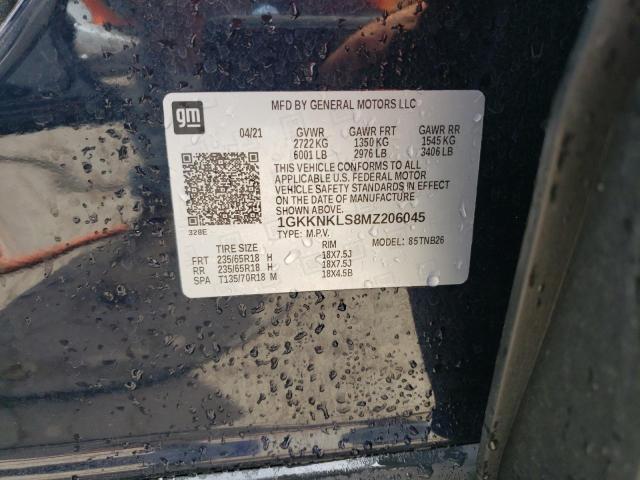 gm
MFD BY GENERAL MOTORS LLC
04/21 GVWR GAWR FRT GAWR RR
2722 KG 1350 KG 1545 KG
6001 LB 2976 LB 3406 LB
THIS VEHICLE CONFORMS TO ALL
APPLICABLE U.S. FEDERAL MOTOR
VEHICLE SAFETY STANDARDS IN EFFECT
ON THE DATE OF MANUFACTURE
SHOWN ABOVE.
1GKKNKLS8MZ206045
328E
TYPE: M.P.V. MODEL: 85TNB26
TIRE SIZE RIM
FRT 235/65R18 H 18X7.5J
RR 235/65R18 H 18X7.5J
SPA T135/70R18 M 18X4.5B